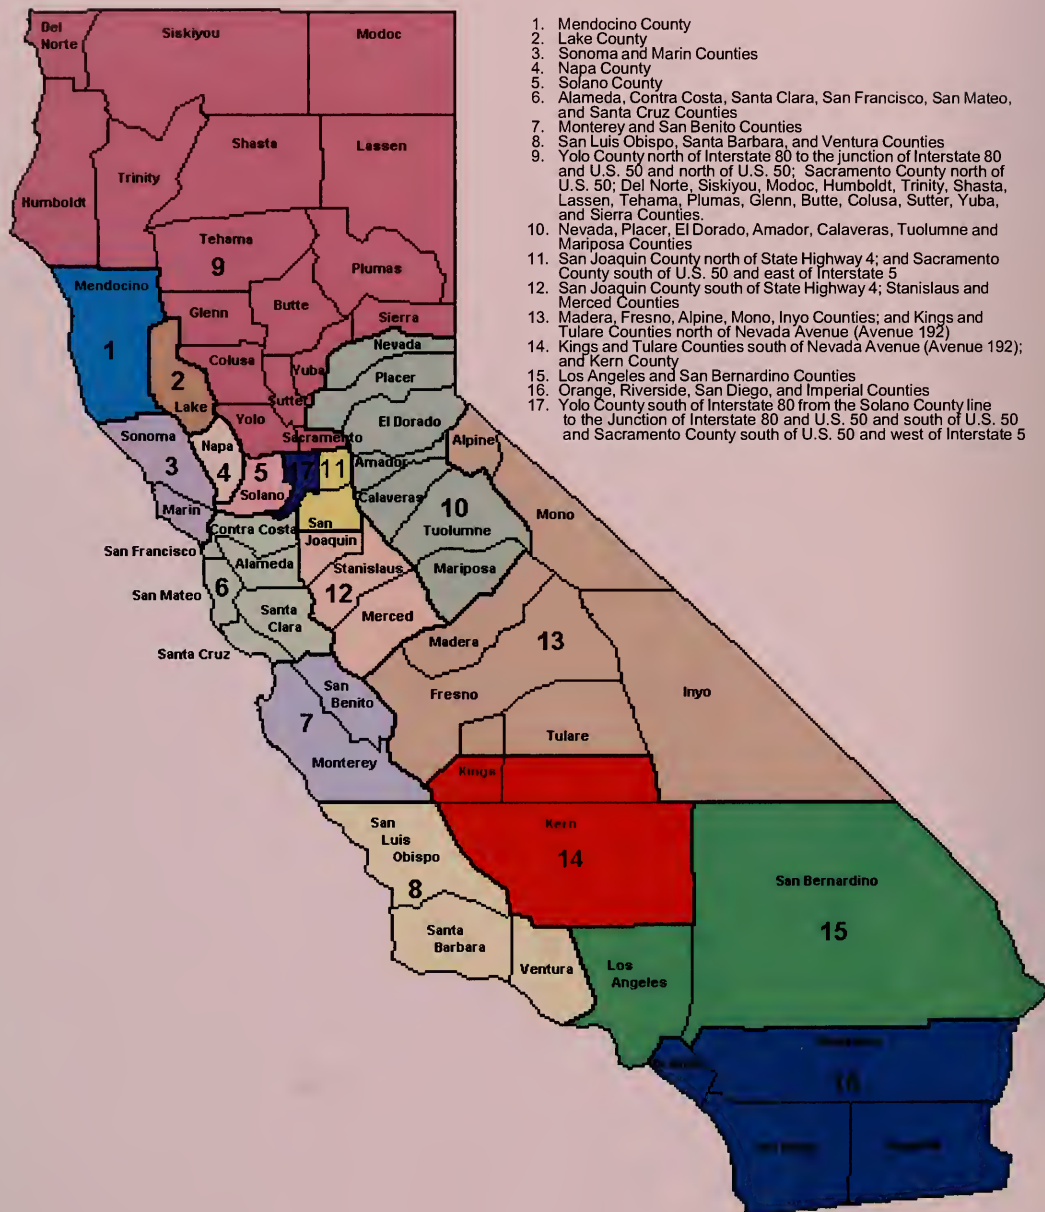 1. Mendocino County
2. Lake County
3. Sonoma and Marin Counties
4. Napa County
5. Solano County
6. Alameda, Contra Costa, Santa Clara, San Francisco, San Mateo,
and Santa Cruz Counties
7. Monterey and San Benito Counties
8. San Luis Obispo, Santa Barbara, and Ventura Counties
9. Yolo County north of Interstate 80 to the junction of Interstate 80
and U.S. 50 and north of U.S. 50; Sacramento County north of
U.S. 50; Del Norte, Siskiyou, Modoc, Humboldt, Trinity, Shasta,
Lassen, Tehama, Plumas, Glenn, Butte, Colusa, Sutter, Yuba,
and Sierra Counties.
10. Nevada, Placer, El Dorado, Amador, Calaveras, Tuolumne and
Mariposa Counties
11. San Joaquin County north of State Highway 4; and Sacramento
County south of U.S. 50 and east of Interstate 5
12. San Joaquin County south of State Highway 4; Stanislaus and
Merced Counties
13. Madera, Fresno, Alpine, Mono, Inyo Counties; and Kings and
Tulare Counties north of Nevada Avenue (Avenue 192)
14. Kings and Tulare Counties south of Nevada Avenue (Avenue 192);
and Kern County
15. Los Angeles and San Bernardino Counties
16. Orange, Riverside, San Diego, and Imperial Counties
17. Yolo County south of Interstate 80 from the Solano County line
to the Junction of Interstate 80 and U.S. 50 and south of U.S. 50
and Sacramento County south of U.S. 50 and west of Interstate 5
Del
Norte
Siskiyou
Modoc
Shasta
Lassen
Trinity
Humboldt
Tehama
9
Plumas
Mendocino
Butte
Glenn
Sierra
1
Nevada
Colusa
Yuba
2
Placer
Lake
Sutter
Yolo
El Dorado
Sonoma
Sacramento
Alpine
Napa
3
4
5
17
11
Amador
Solano
Calaveras
Marin
10
Mono
San
Joaquin
Contra Costa
Tuolumne
San Francisco
Alameda
Stanislaus
Mariposa
6
12
San Mateo
Santa
Clara
Merced
Madera
13
Santa Cruz
San
Benito
Fresno
Inyo
7
Tulare
Monterey
Kings
San
Luis
Obispo
Kern
14
8
San Bernardino
Santa
Barbara
15
Ventura
Los
Angeles
16